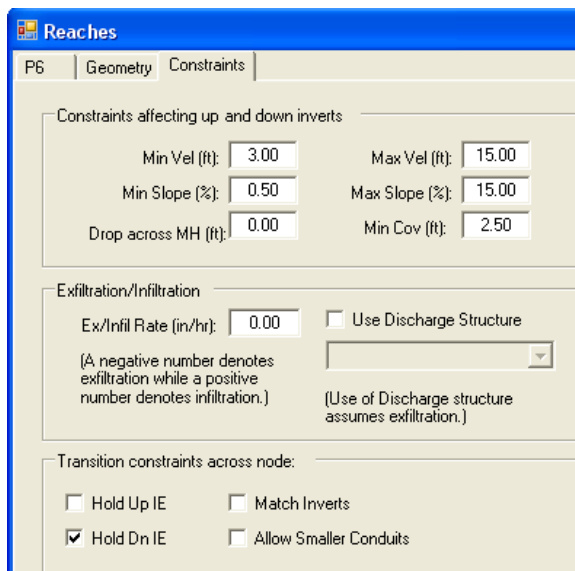 Reaches
P6 Geometry Constraints
Constraints affecting up and down inverts
Min Vel (ft): 3.00 Max Vel (ft): 15.00
Min Slope (%): 0.50 Max Slope (%): 15.00
Drop across MH (ft): 0.00 Min Cov (ft): 2.50
Exfiltration/Infiltration
Ex/Infil Rate (in/hr): 0.00 Use Discharge Structure
(A negative number denotes
exfiltration while a positive
number denotes infiltration.)
(Use of Discharge structure
assumes exfiltration.)
Transition constraints across node:
Hold Up IE Match Inverts
Hold Dn IE Allow Smaller Conduits